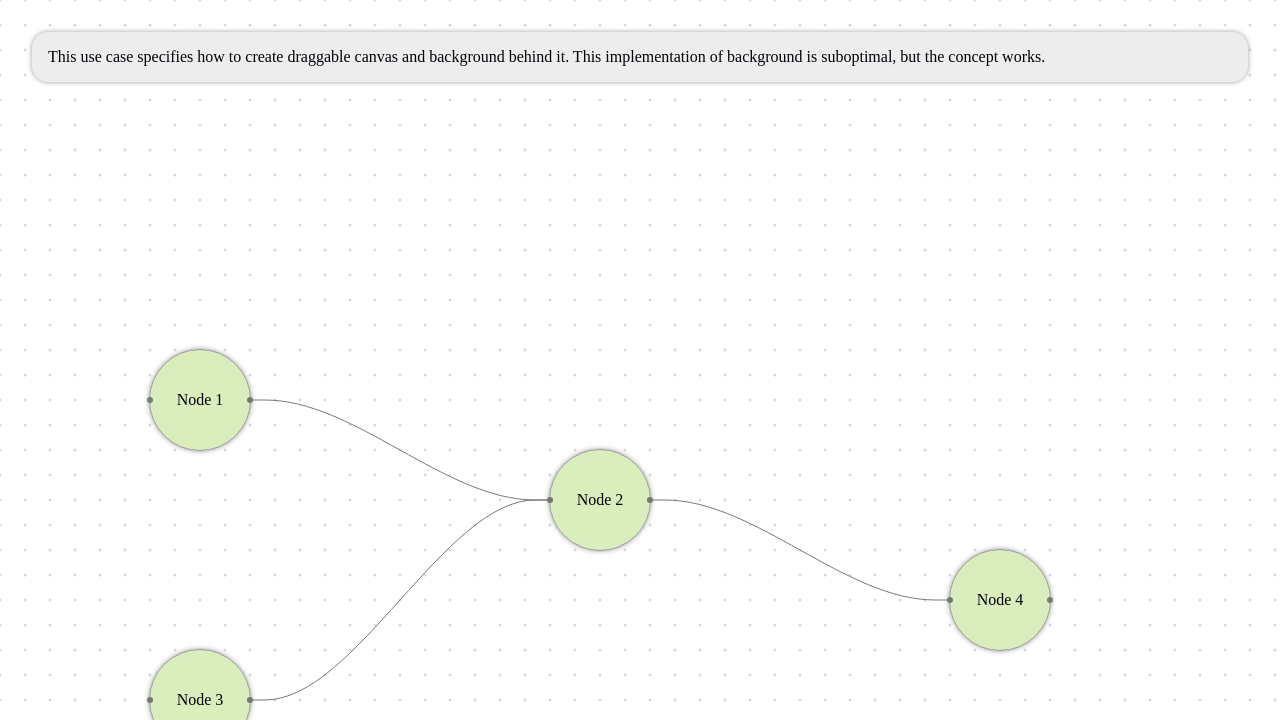 This use case specifies how to create draggable canvas and background behind it. This implementation of background is suboptimal, but the concept works.
Node 1
Node 2
Node 4
Node 3